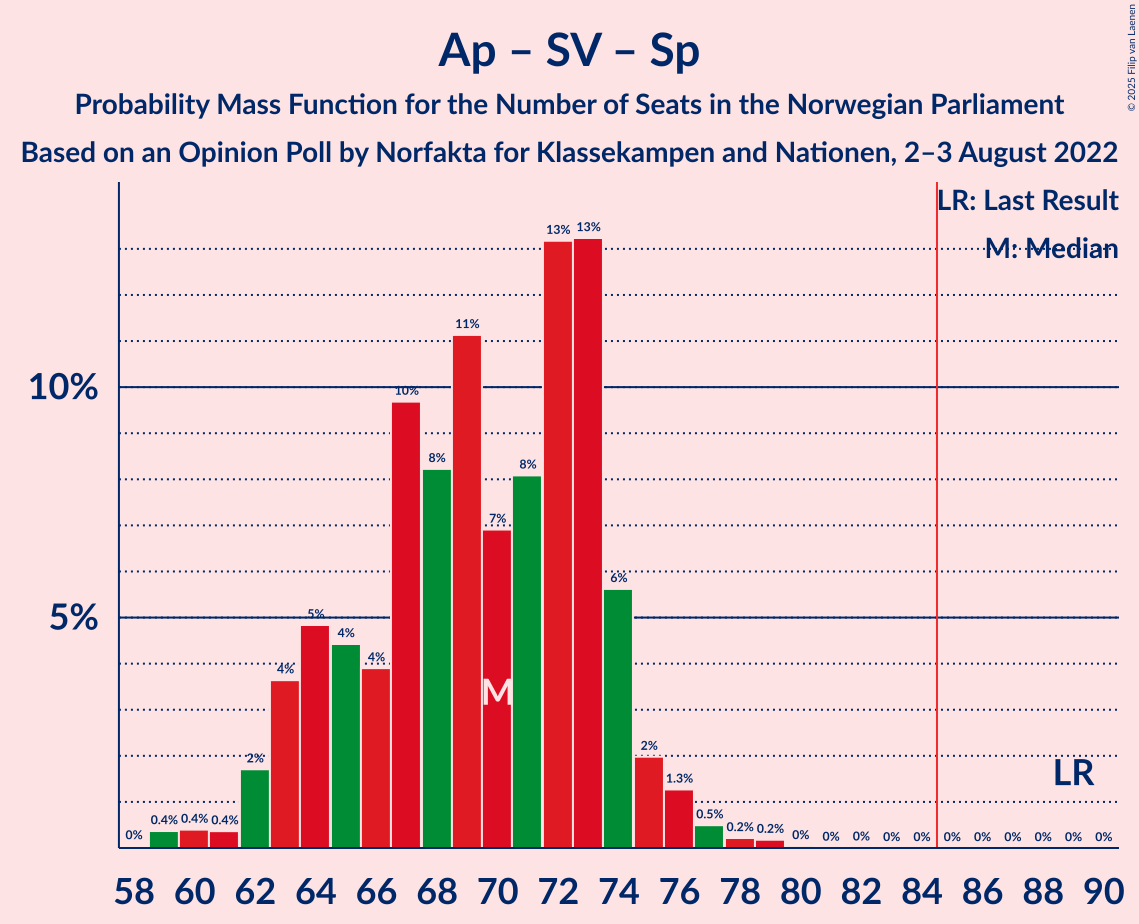 Ap – SV – Sp
Probability Mass Function for the Number of Seats in the Norwegian Parliament
Based on an Opinion Poll by Norfakta for Klassekampen and Nationen, 2–3 August 2022
© 2025 Filip van Laenen
LR: Last Result
M: Median
10%
5%
0% 0.4% 0.4% 0.4% 2% 4% 5% 4% 4% 10% 8% 11% 7% 8% 13% 13% 6% 2% 1.3% 0.5% 0.2% 0.2% 0% 0% 0% 0% 0% 0% 0% 0% 0% 0% 0%
M
LR
58 60 62 64 66 68 70 72 74 76 78 80 82 84 86 88 90